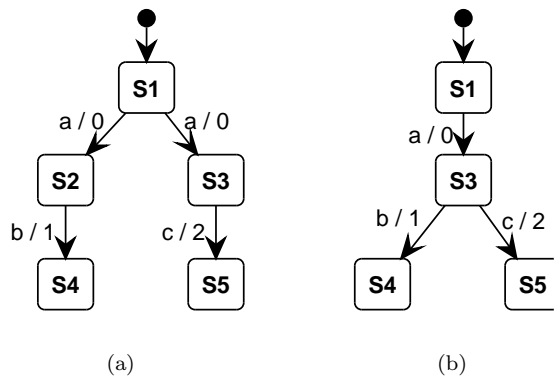 S1 S1
a / 0 a / 0 a / 0
S2 S3 S3
b / 1 c / 2 b / 1 c / 2
S4 S5 S4 S5
(a) (b)